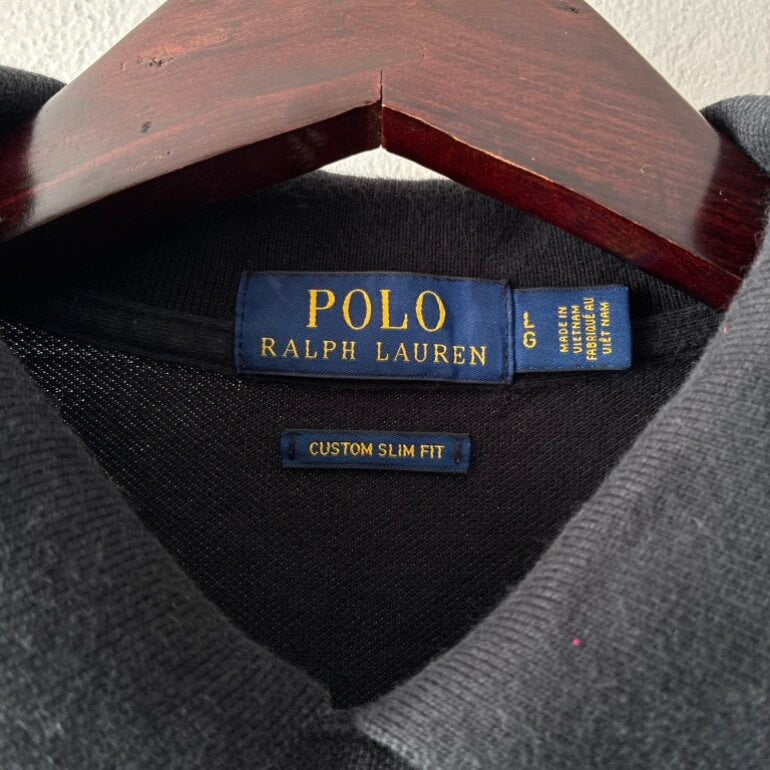 POLO
RALPH LAUREN
LG
MADE IN
VIETNAM
FABRIQUÉ AU
VIÊT NAM
CUSTOM SLIM FIT